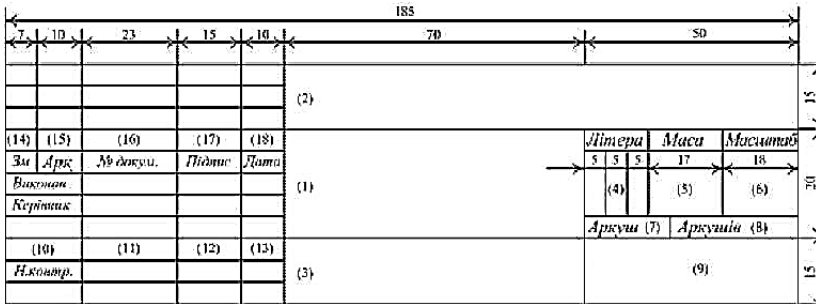 185
7 10 23 15 10 70 50
(2) 15
(14) (15) (16) (17) (18) Літера Маса Масштаб
Зм Арк № докум. Підпис Дата (1) 5 5 5 17 18 20
Виконав (4) (5) (6)
Керівник
Аркуш (7) Аркушів (8)
(10) (11) (12) (13)
Н.контр. (3) (9) 15